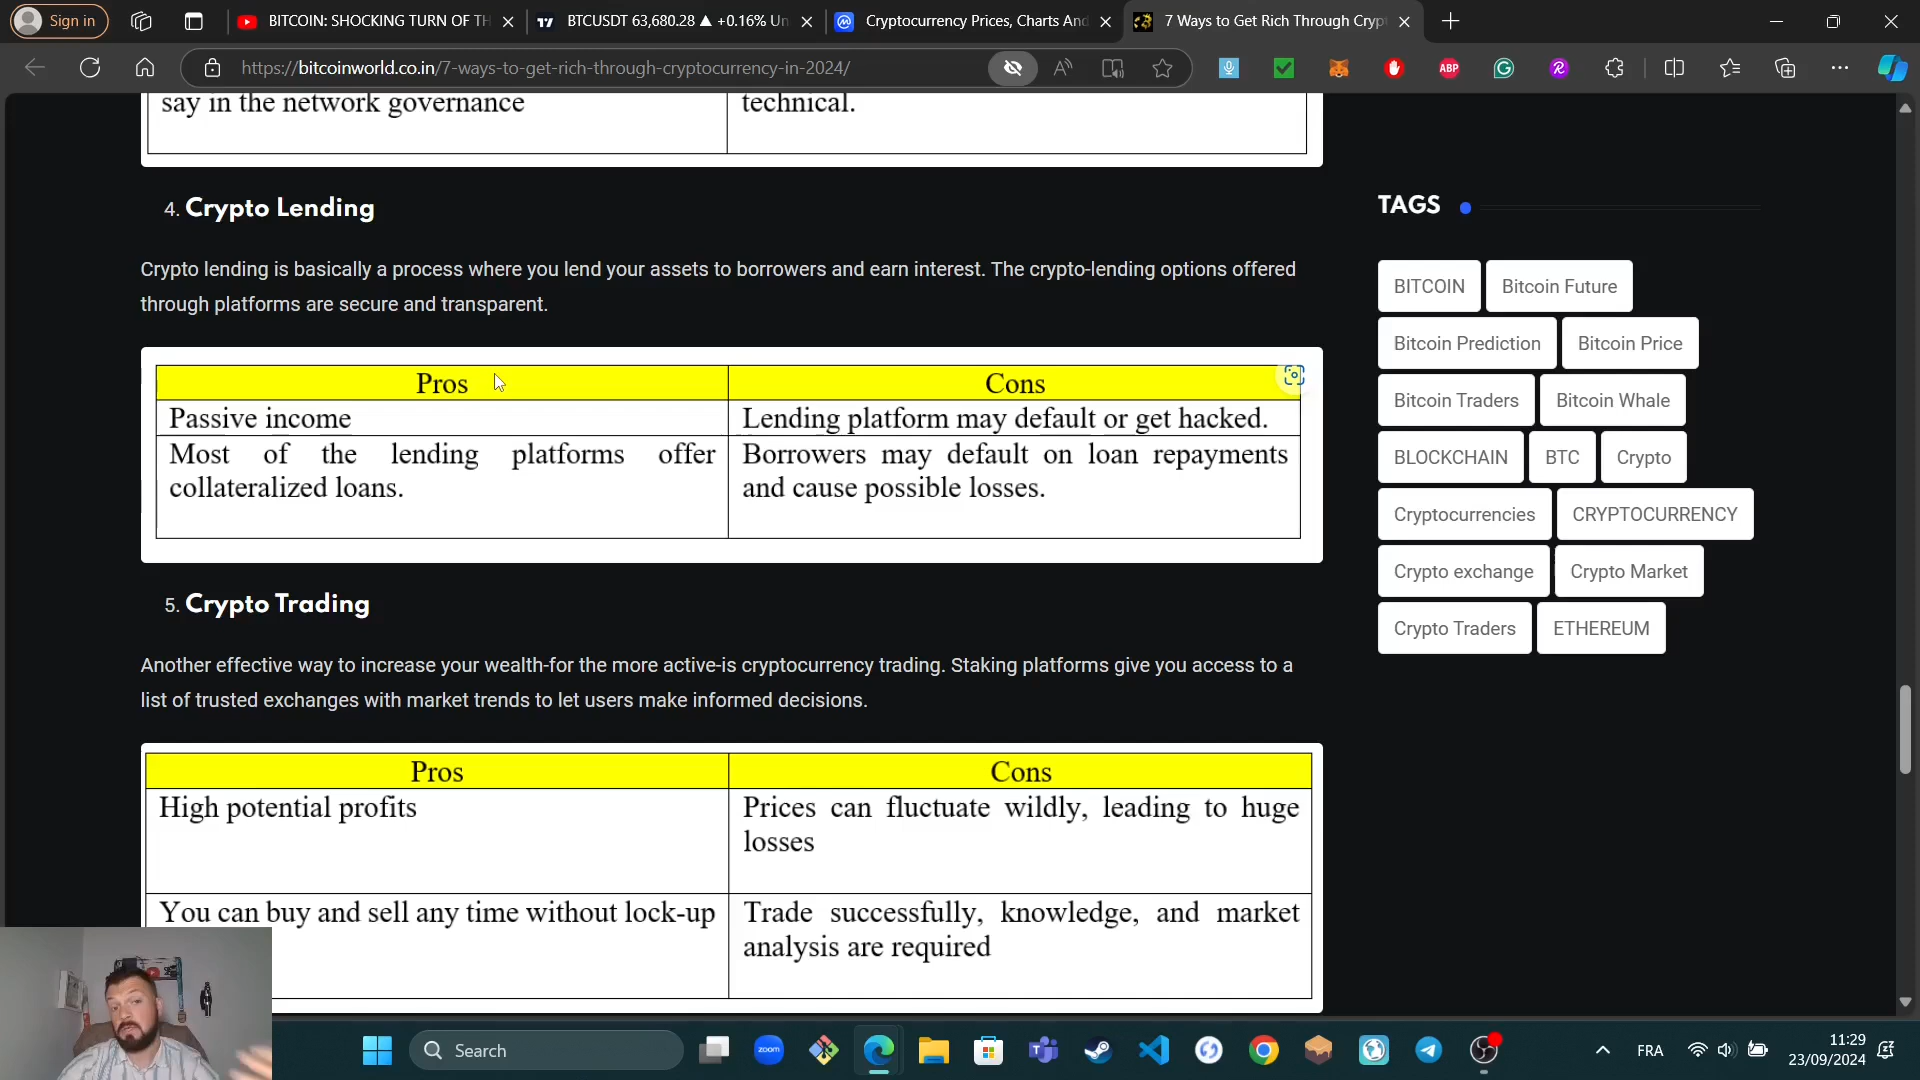 Sign in
BITCOIN: SHOCKING TURN OF TH
BTCUSDT 63,680.28 ▲ +0.16% Un
Cryptocurrency Prices, Charts And
7 Ways to Get Rich Through Cryp
https://bitcoinworld.co.in/7-ways-to-get-rich-through-cryptocurrency-in-2024/
ABP
say in the network governance
technical.
4. Crypto Lending
Crypto lending is basically a process where you lend your assets to borrowers and earn interest. The crypto-lending options offered
through platforms are secure and transparent.
Pros
Cons
Passive income
Lending platform may default or get hacked.
Most of the lending platforms offer
collateralized loans.
Borrowers may default on loan repayments
and cause possible losses.
5. Crypto Trading
Another effective way to increase your wealth-for the more active-is cryptocurrency trading. Staking platforms give you access to a
list of trusted exchanges with market trends to let users make informed decisions.
Pros
Cons
High potential profits
Prices can fluctuate wildly, leading to huge
losses
You can buy and sell any time without lock-up
Trade successfully, knowledge, and market
analysis are required
TAGS
BITCOIN
Bitcoin Future
Bitcoin Prediction
Bitcoin Price
Bitcoin Traders
Bitcoin Whale
BLOCKCHAIN
BTC
Crypto
Cryptocurrencies
CRYPTOCURRENCY
Crypto exchange
Crypto Market
Crypto Traders
ETHEREUM
Search
zoom
FRA
11:29
23/09/2024